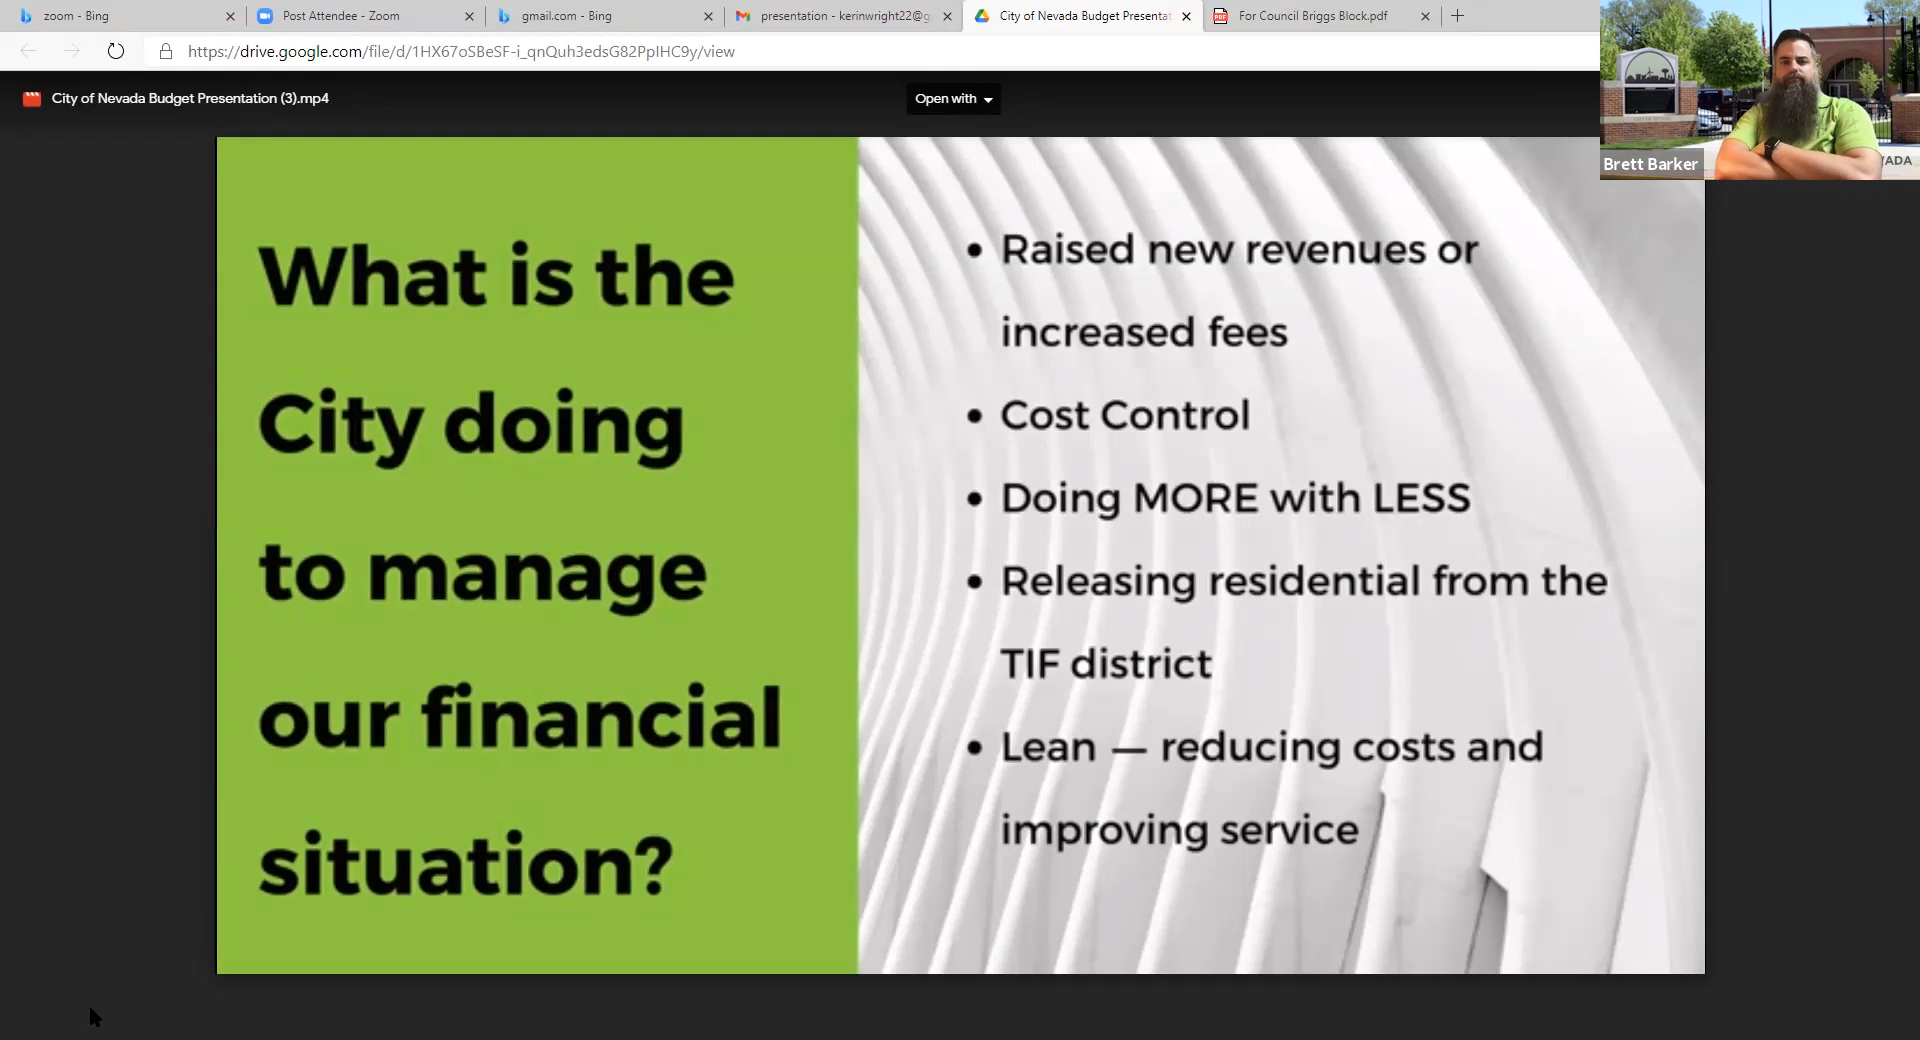 zoom - Bing
Post Attendee - Zoom
gmail.com - Bing
presentation - kerinwright22@g
City of Nevada Budget Presentat
For Council Briggs Block.pdf
https://drive.google.com/file/d/1HX67oSBeSF-i_qnQuh3edsG82PpIHC9y/view
City of Nevada Budget Presentation (3).mp4
Open with
Brett Barker
ADA
What is the
City doing
to manage
our financial
situation?
• Raised new revenues or
increased fees
• Cost Control
• Doing MORE with LESS
• Releasing residential from the
TIF district
• Lean — reducing costs and
improving service